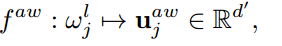 f^{aw} : ω_j^l ↦ 𝐮_j^{aw} ∈ ℝ^{d′},